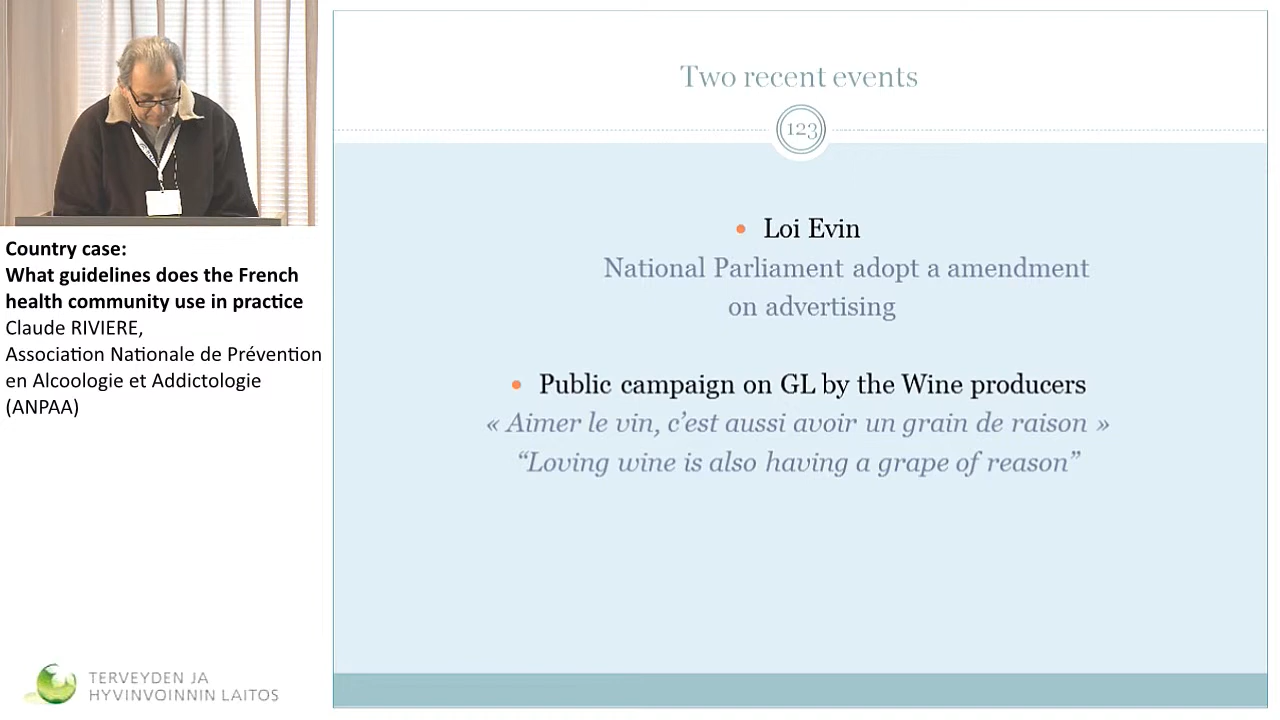 Country case:
What guidelines does the French
health community use in practice
Claude RIVIERE,
Association Nationale de Prévention
en Alcoologie et Addictologie
(ANPAA)
TERVEYDEN JA
HYVINVOINNIN LAITOS
Two recent events
123
• Loi Evin
National Parliament adopt a amendment
on advertising
• Public campaign on GL by the Wine producers
« Aimer le vin, c’est aussi avoir un grain de raison »
“Loving wine is also having a grape of reason”